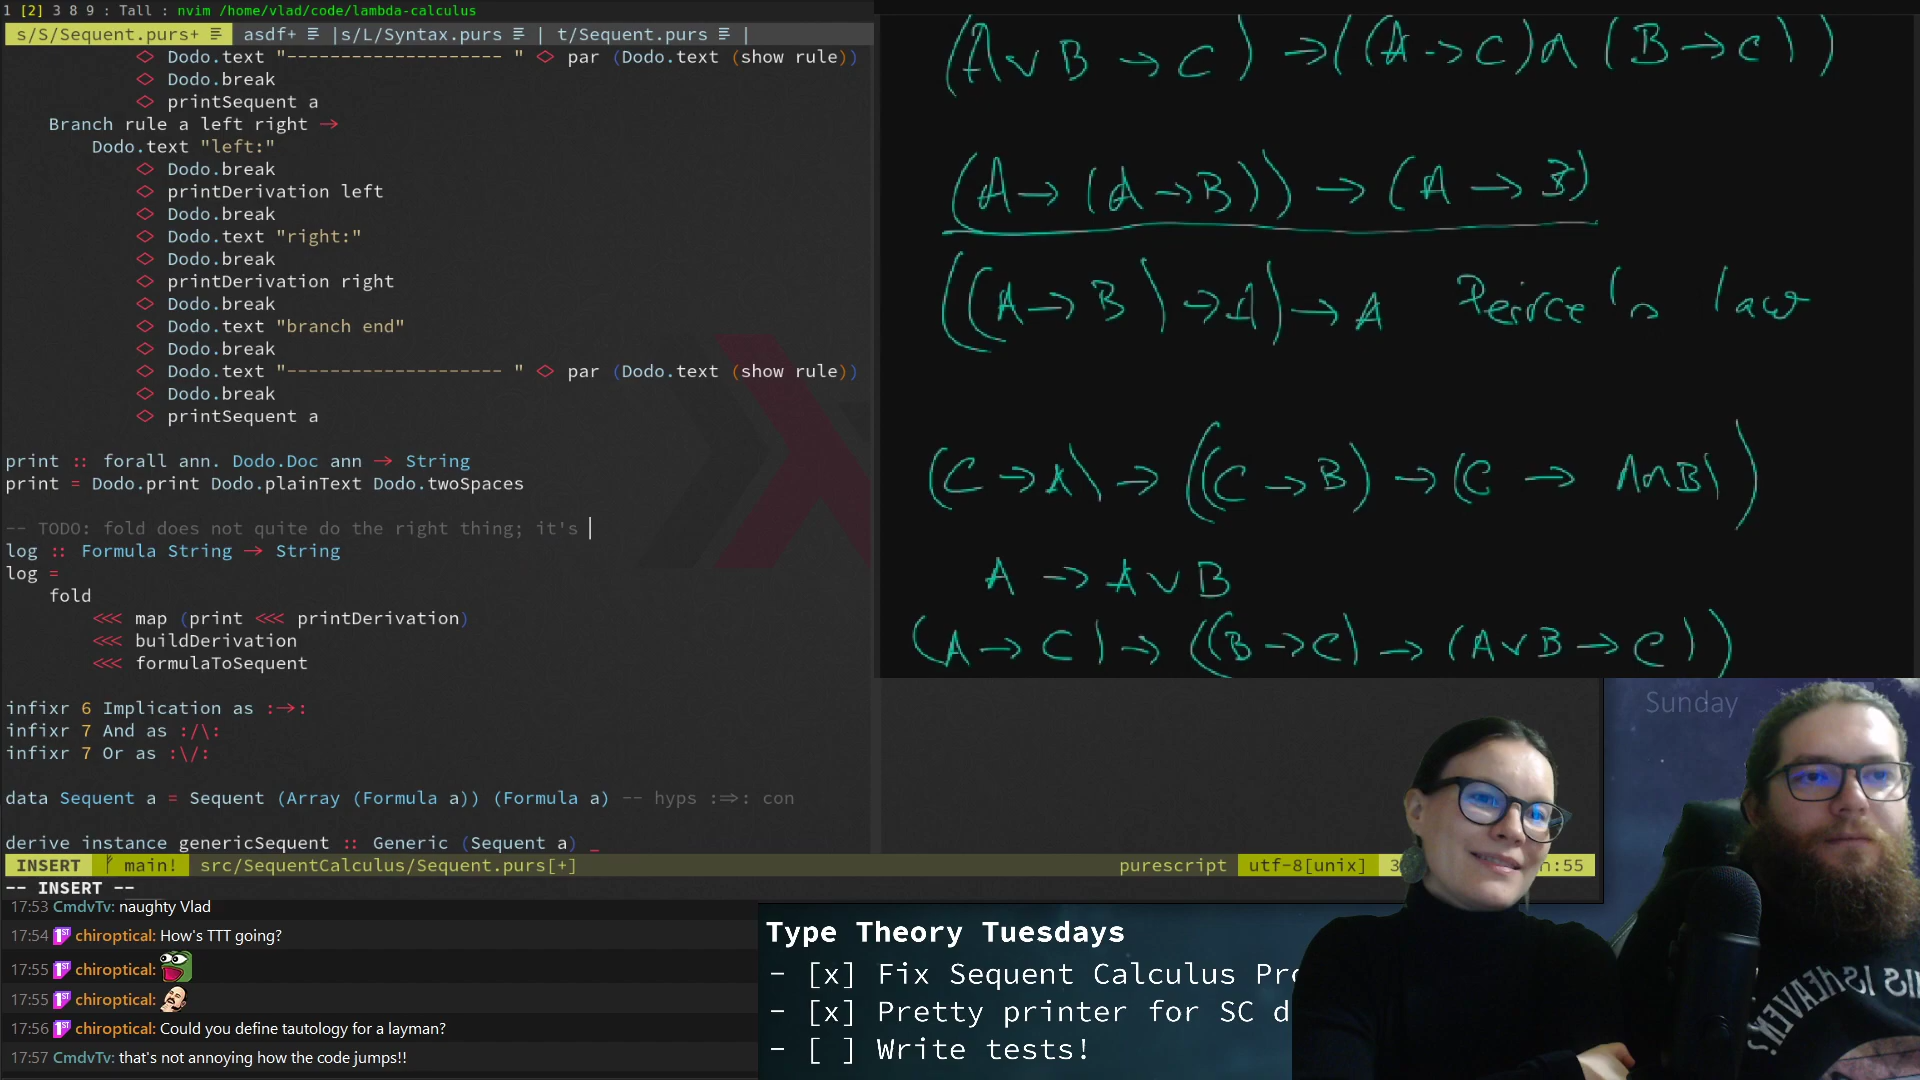 1 [2] 3 8 9 : Tall : nvim /home/vlad/code/lambda-calculus
s/S/Sequent.purs+ ≡ asdf+ ≡ |s/L/Syntax.purs ≡ | t/Sequent.purs ≡ |
<> Dodo.text "-------------------- " <> par (Dodo.text (show rule))
<> Dodo.break
<> printSequent a
Branch rule a left right →
Dodo.text "left:"
<> Dodo.break
<> printDerivation left
<> Dodo.break
<> Dodo.text "right:"
<> Dodo.break
<> printDerivation right
<> Dodo.break
<> Dodo.text "branch end"
<> Dodo.break
<> Dodo.text "-------------------- " <> par (Dodo.text (show rule))
<> Dodo.break
<> printSequent a
print :: forall ann. Dodo.Doc ann → String
print = Dodo.print Dodo.plainText Dodo.twoSpaces
-- TODO: fold does not quite do the right thing; it's
log :: Formula String → String
log =
fold
<<< map (print <<< printDerivation)
<<< buildDerivation
<<< formulaToSequent
infixr 6 Implication as :→:
infixr 7 And as :/\:
infixr 7 Or as :\/:
data Sequent a = Sequent (Array (Formula a)) (Formula a) -- hyps :⇒: con
derive instance genericSequent :: Generic (Sequent a) _
INSERT main! src/SequentCalculus/Sequent.purs[+] purescript utf-8[unix] 3 :55
-- INSERT --
(A∨B → C) → ((A → C) ∧ (B → C))
(A → (A → B)) → (A → B)
((A → B) → A) → A Peirce's law
(C → A) → ((C → B) → (C → A∧B))
A → A∨B
(A → C) → ((B → C) → (A∨B → C))
17:53 CmdvTv: naughty Vlad
17:54 chiroptical: How's TTT going?
17:55 chiroptical:
17:55 chiroptical:
17:56 chiroptical: Could you define tautology for a layman?
17:57 CmdvTv: that's not annoying how the code jumps!!
Type Theory Tuesdays
- [x] Fix Sequent Calculus Pr
- [x] Pretty printer for SC d
- [ ] Write tests!
Sunday